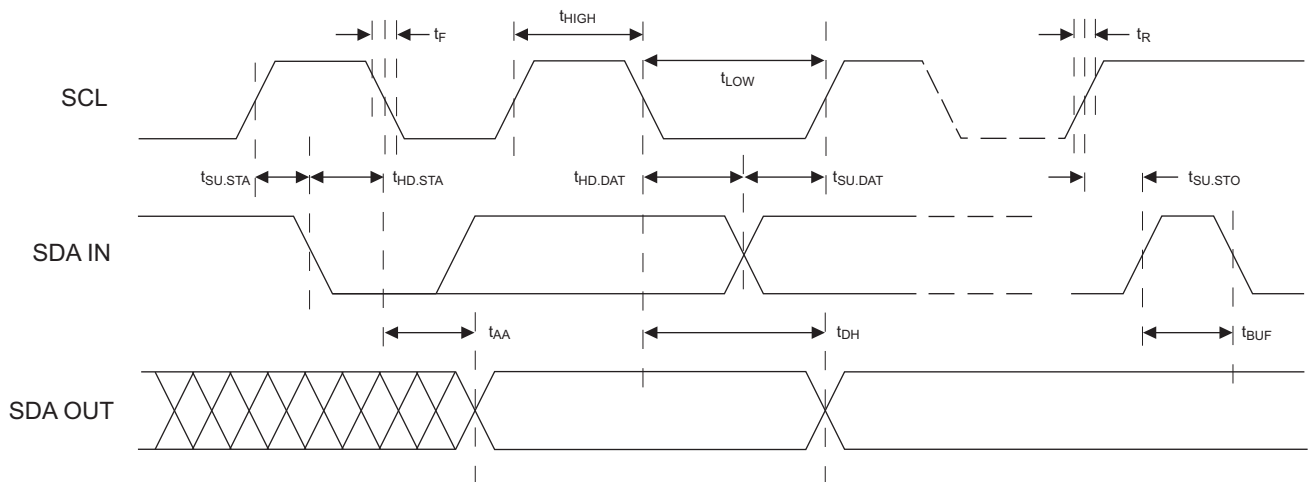 tHIGH
tF
tR
tLOW
SCL
tSU.STA
tHD.STA
tHD.DAT
tSU.DAT
tSU.STO
SDA IN
tAA
tDH
tBUF
SDA OUT